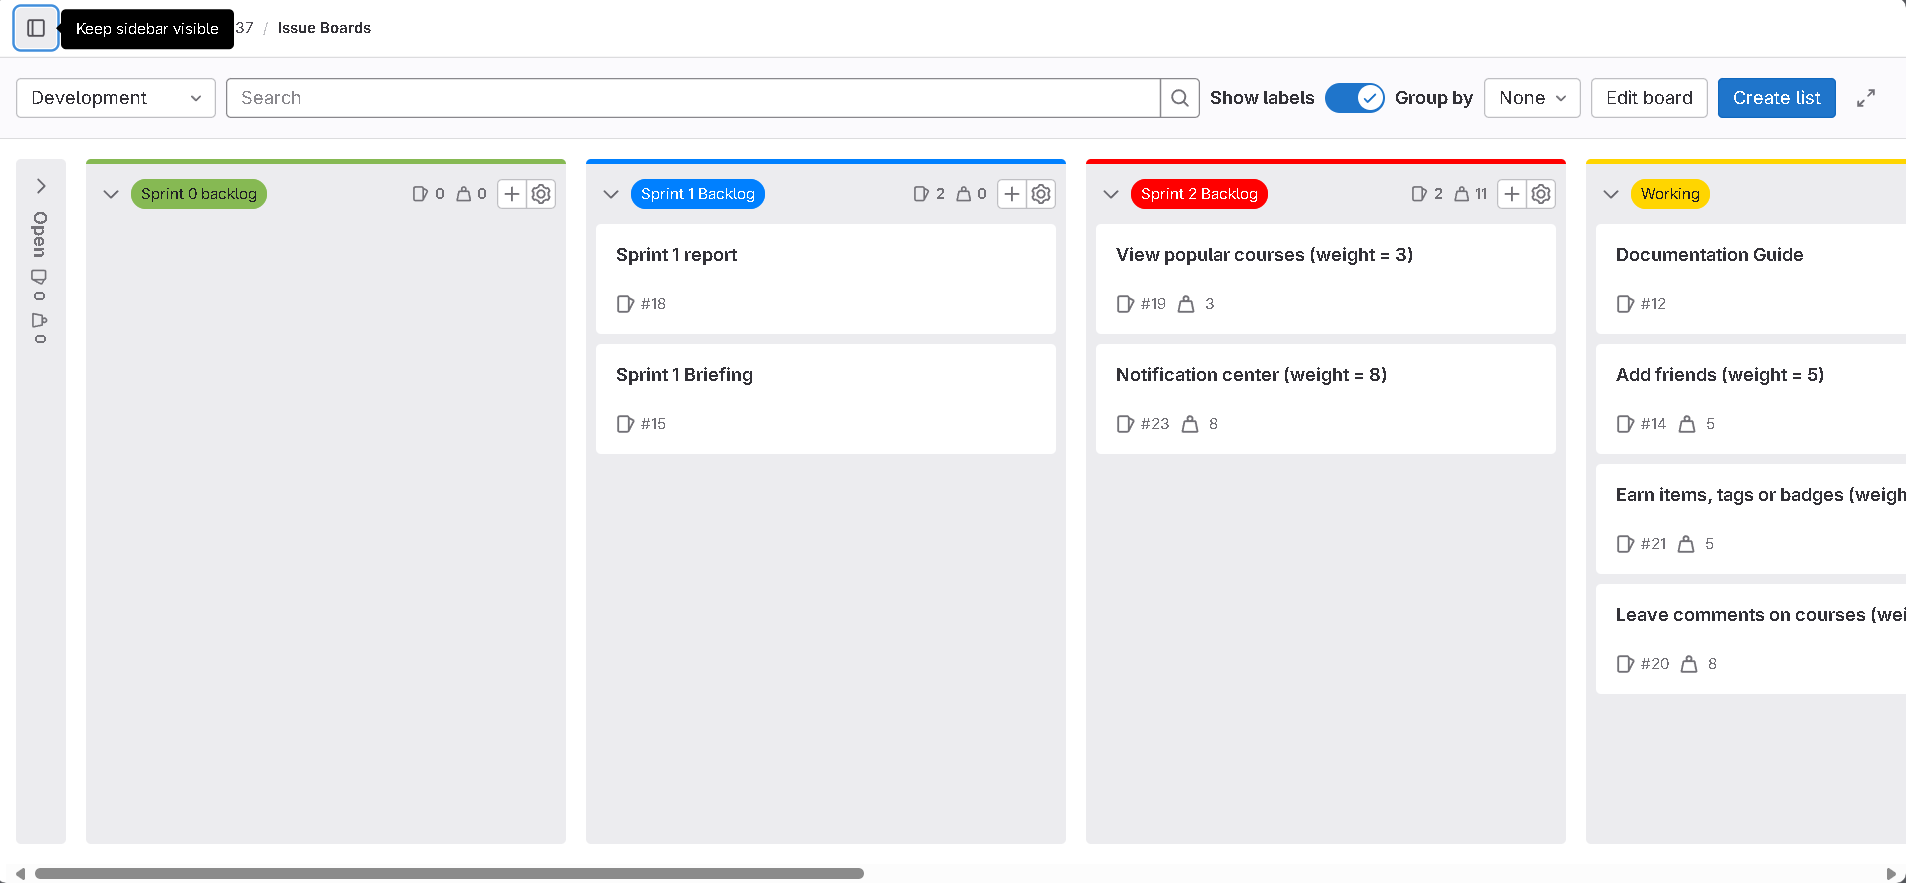 Keep sidebar visible
37 / Issue Boards
Development
Search
Show labels
Group by
None
Edit board
Create list
Open
0
0
Sprint 0 backlog
0
0
Sprint 1 Backlog
2
0
Sprint 1 report
#18
Sprint 1 Briefing
#15
Sprint 2 Backlog
2
11
View popular courses (weight = 3)
#19
3
Notification center (weight = 8)
#23
8
Working
Documentation Guide
#12
Add friends (weight = 5)
#14
5
Earn items, tags or badges (weigh
#21
5
Leave comments on courses (wei
#20
8